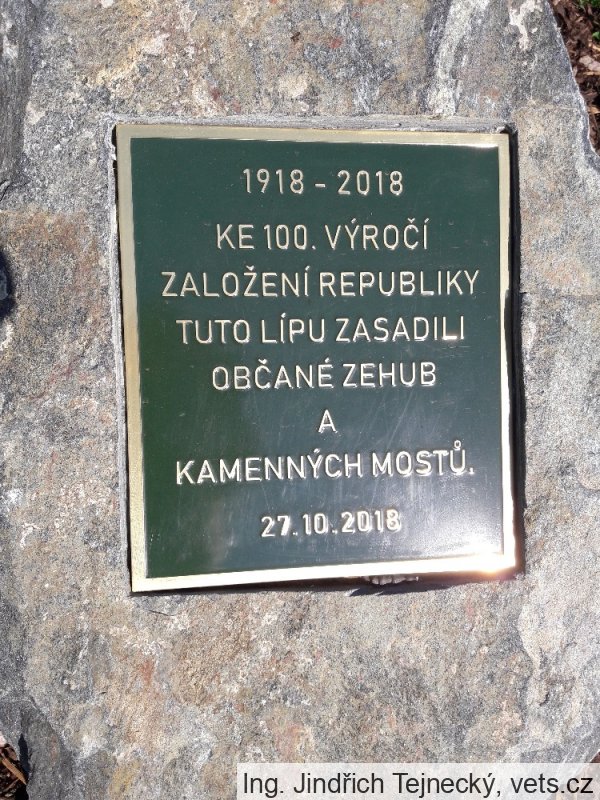 1918 - 2018
KE 100. VÝROČÍ
ZALOŽENÍ REPUBLIKY
TUTO LÍPU ZASADILI
OBČANÉ ZEHUB
A
KAMENNÝCH MOSTŮ.
27.10.2018
Ing. Jindřich Tejnecký, vets.cz